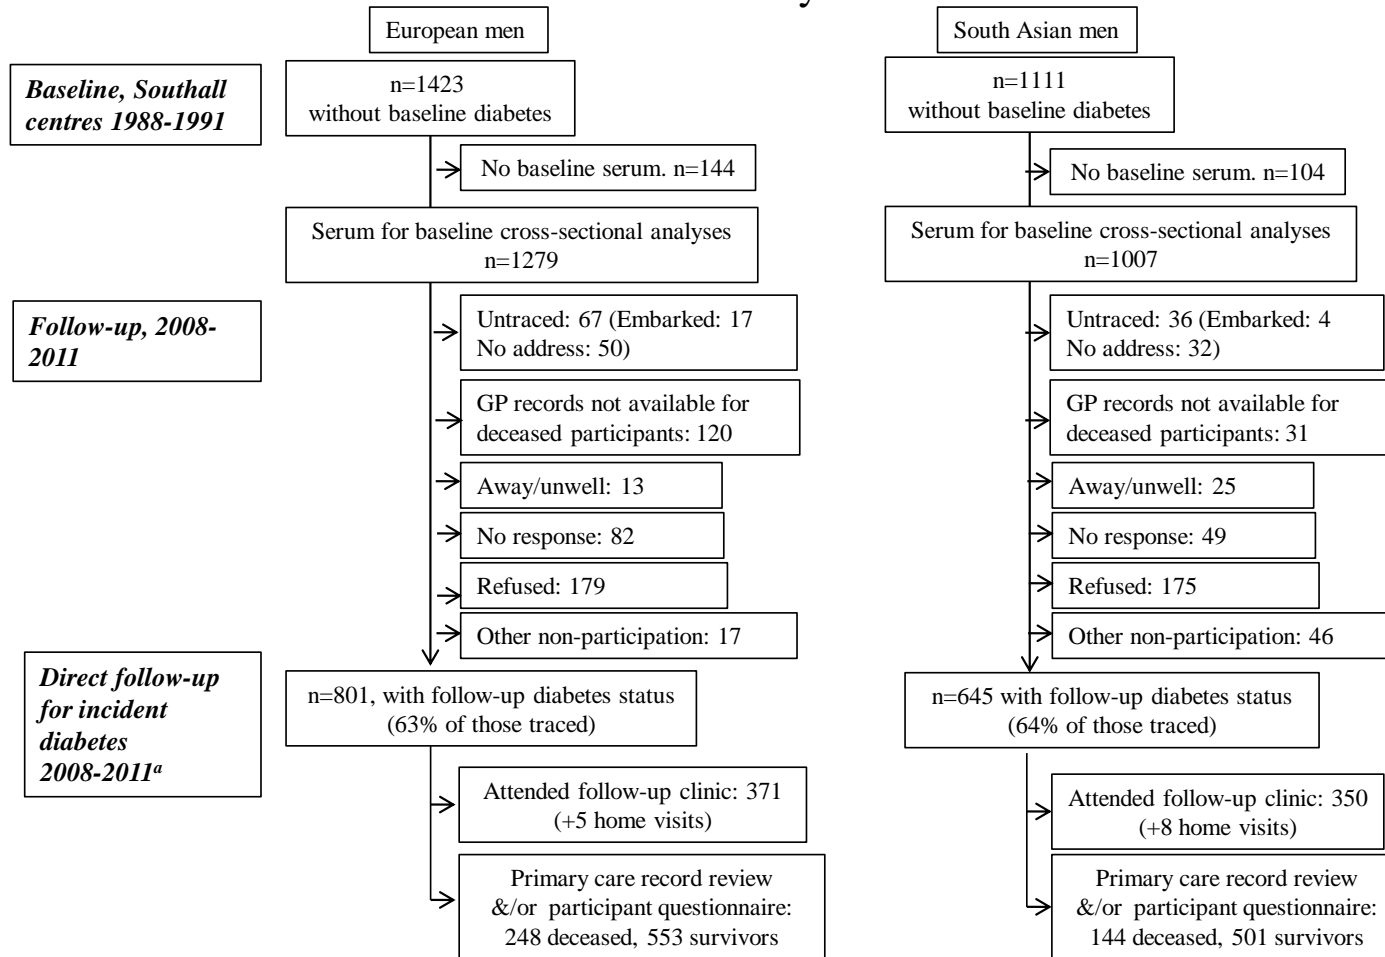 European men
South Asian men
Baseline, Southall
centres 1988-1991
n=1423
without baseline diabetes
n=1111
without baseline diabetes
No baseline serum. n=144
No baseline serum. n=104
Serum for baseline cross-sectional analyses
n=1279
Serum for baseline cross-sectional analyses
n=1007
Follow-up, 2008-
2011
Untraced: 67 (Embarked: 17
No address: 50)
Untraced: 36 (Embarked: 4
No address: 32)
GP records not available for
deceased participants: 120
GP records not available for
deceased participants: 31
Away/unwell: 13
Away/unwell: 25
No response: 82
No response: 49
Refused: 179
Refused: 175
Other non-participation: 17
Other non-participation: 46
Direct follow-up
for incident
diabetes
2008-2011a
n=801, with follow-up diabetes status
(63% of those traced)
n=645 with follow-up diabetes status
(64% of those traced)
Attended follow-up clinic: 371
(+5 home visits)
Attended follow-up clinic: 350
(+8 home visits)
Primary care record review
&/or participant questionnaire:
248 deceased, 553 survivors
Primary care record review
&/or participant questionnaire:
144 deceased, 501 survivors